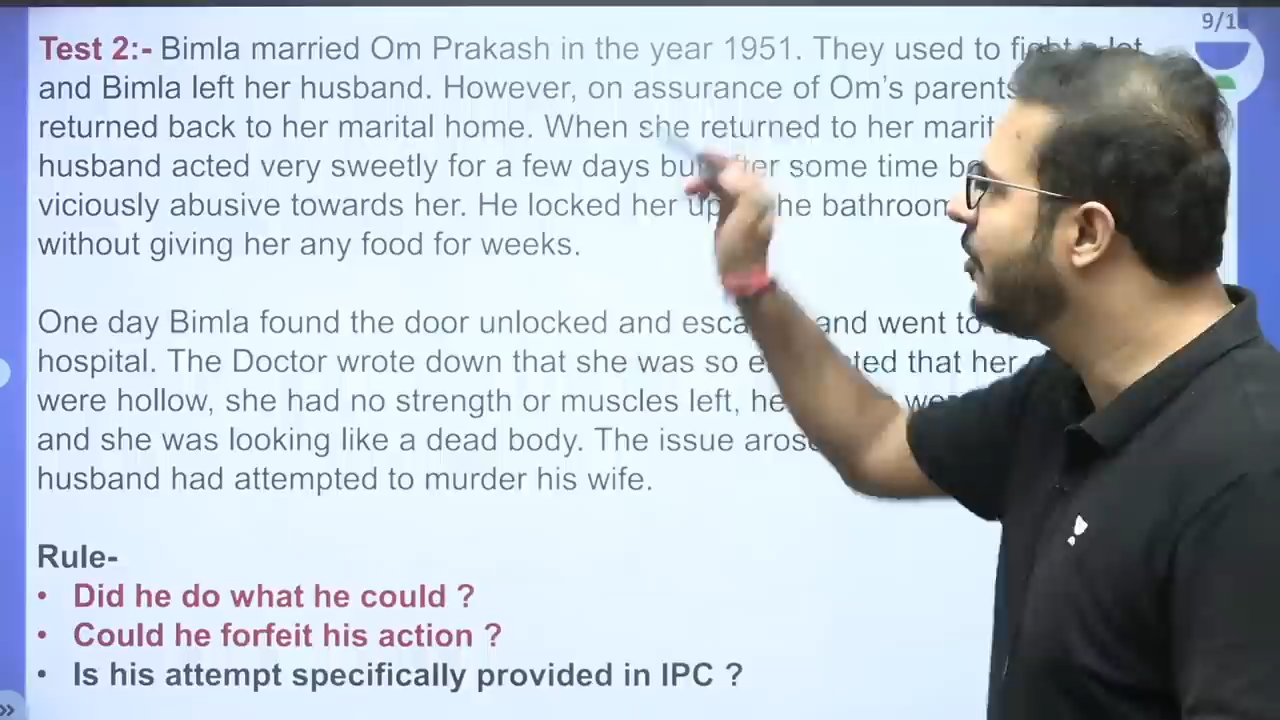 9/1
Test 2:- Bimla married Om Prakash in the year 1951. They used to fight a lot
and Bimla left her husband. However, on assurance of Om's parents
returned back to her marital home. When she returned to her
husband acted very sweetly for a few days but after some time
viciously abusive towards her. He locked her up the bathroom
without giving her any food for weeks.
One day Bimla found the door unlocked and and went to
hospital. The Doctor wrote down that she was so that her
were hollow, she had no strength or muscles left,
and she was looking like a dead body. The issue arose
husband had attempted to murder his wife.
Rule-
• Did he do what he could ?
• Could he forfeit his action ?
• Is his attempt specifically provided in IPC ?